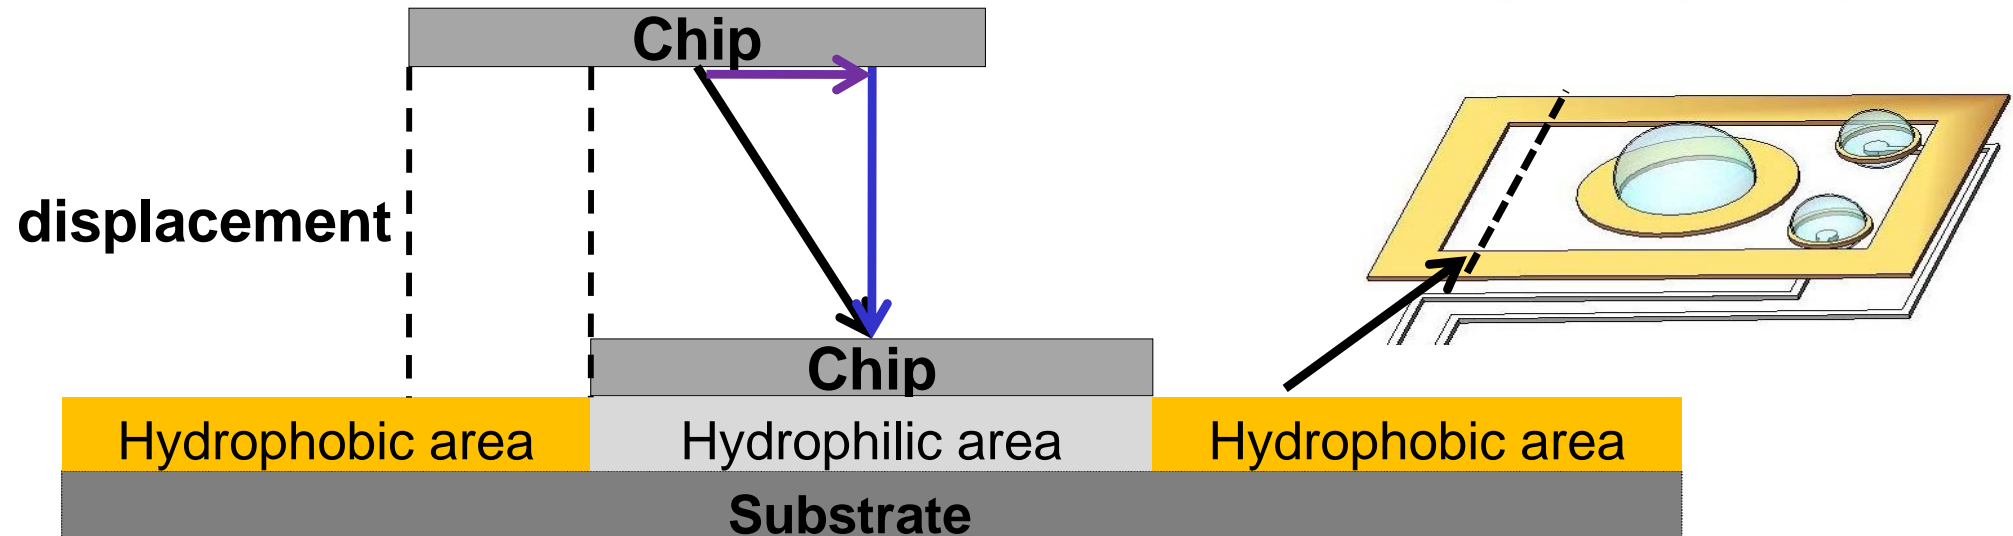 Chip
displacement
Chip
Hydrophobic area
Hydrophilic area
Hydrophobic area
Substrate